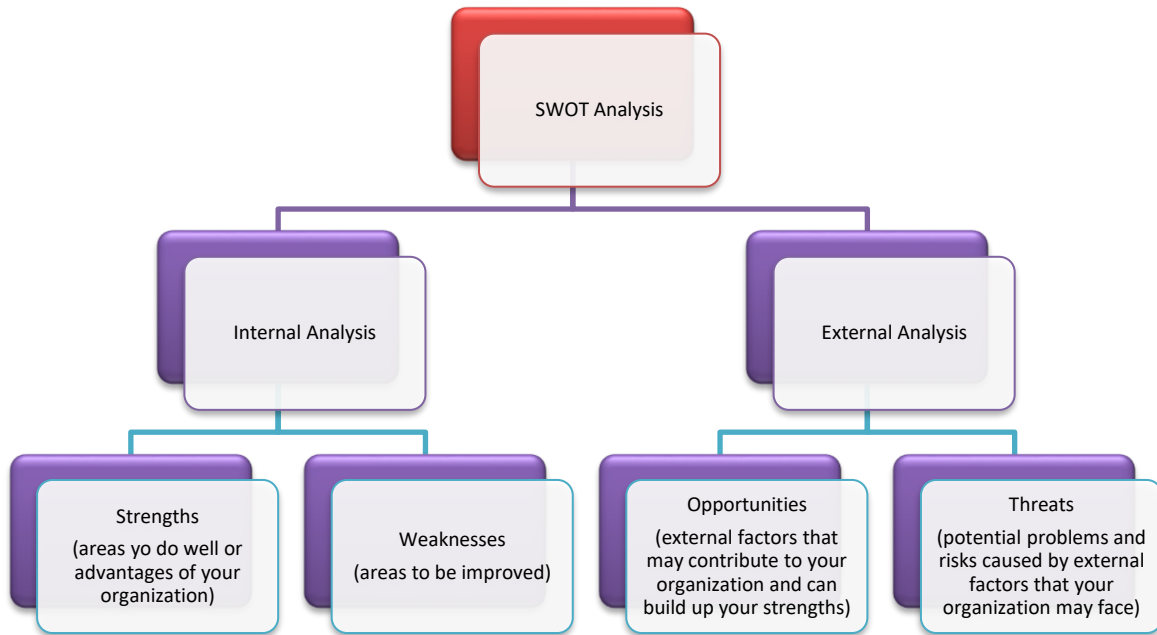 SWOT Analysis
Internal Analysis
External Analysis
Strengths
(areas yo do well or
advantages of your
organization)
Weaknesses
(areas to be improved)
Opportunities
(external factors that
may contribute to your
organization and can
build up your strengths)
Threats
(potential problems and
risks caused by external
factors that your
organization may face)